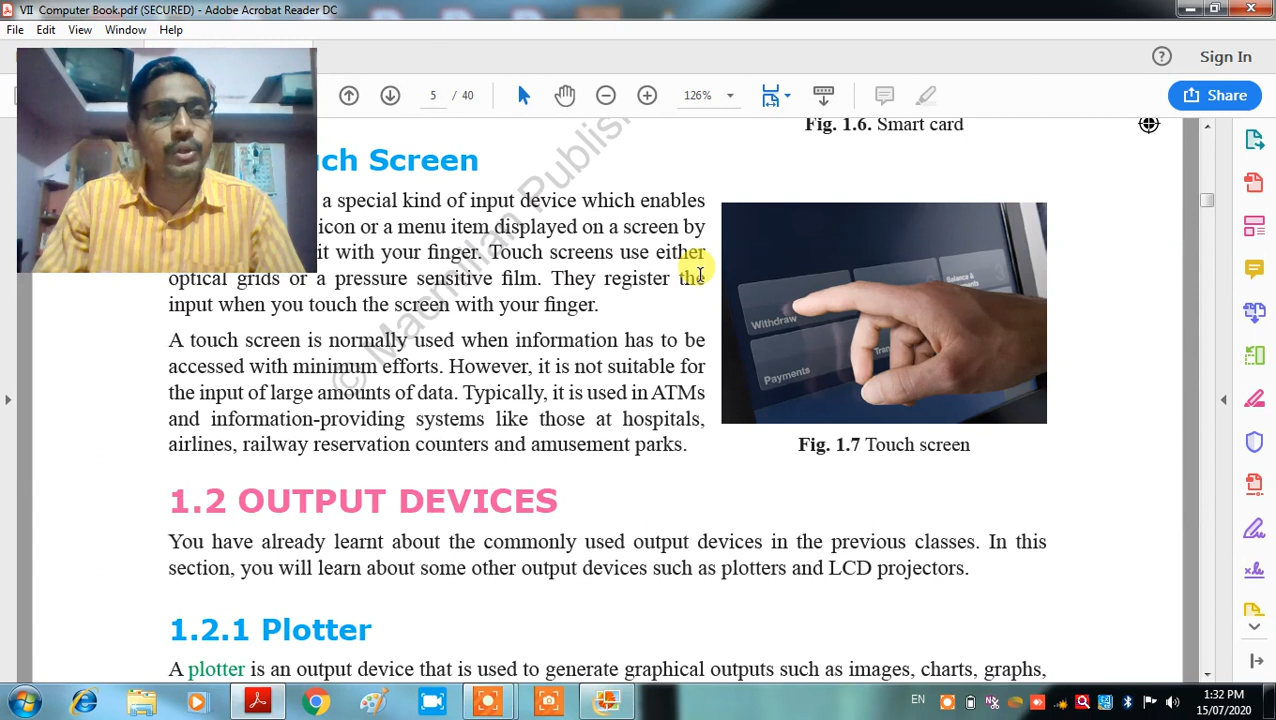 VII Computer Book.pdf (SECURED) - Adobe Acrobat Reader DC
File Edit View Window Help
Sign In
5 / 40
126%
Share
Fig. 1.6. Smart card
uch Screen
a special kind of input device which enables
icon or a menu item displayed on a screen by
it with your finger. Touch screens use either
optical grids or a pressure sensitive film. They register the
input when you touch the screen with your finger.
A touch screen is normally used when information has to be
accessed with minimum efforts. However, it is not suitable for
the input of large amounts of data. Typically, it is used in ATMs
and information-providing systems like those at hospitals,
airlines, railway reservation counters and amusement parks.
© Macmillan Publish
Withdraw
Payments
Balance &
Fig. 1.7 Touch screen
1.2 OUTPUT DEVICES
You have already learnt about the commonly used output devices in the previous classes. In this
section, you will learn about some other output devices such as plotters and LCD projectors.
1.2.1 Plotter
A plotter is an output device that is used to generate graphical outputs such as images, charts, graphs,
EN
1:32 PM
15/07/2020